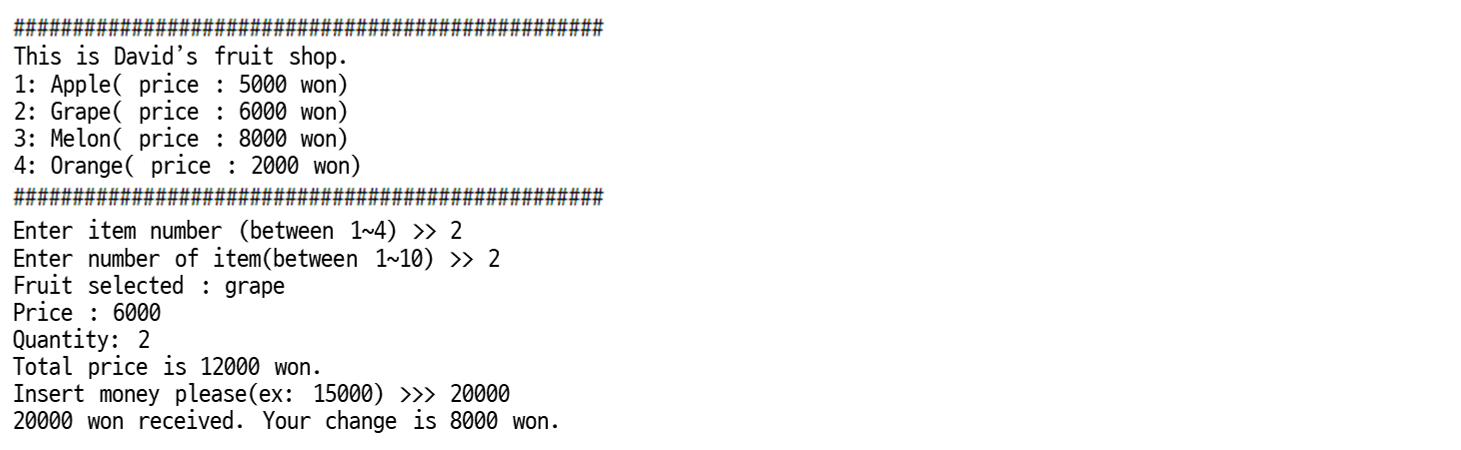 ##################################################
This is David's fruit shop.
1: Apple( price : 5000 won)
2: Grape( price : 6000 won)
3: Melon( price : 8000 won)
4: Orange( price : 2000 won)
##################################################
Enter item number (between 1~4) >> 2
Enter number of item(between 1~10) >> 2
Fruit selected : grape
Price : 6000
Quantity: 2
Total price is 12000 won.
Insert money please(ex: 15000) >>> 20000
20000 won received. Your change is 8000 won.